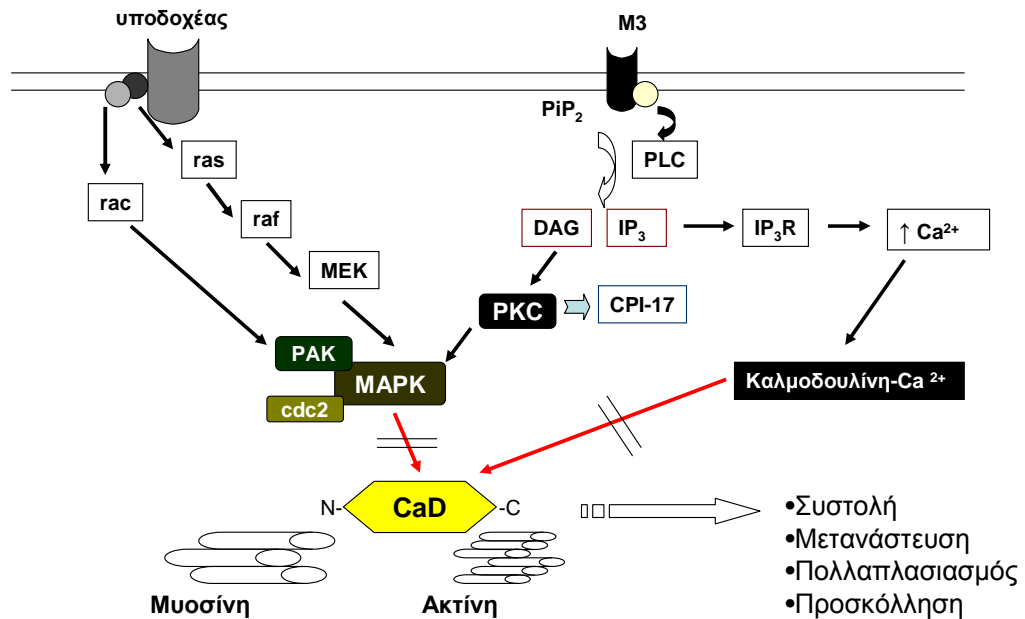 υποδοχέας
M3
PiP2
PLC
ras
rac
raf
DAG
IP3
IP3R
↑ Ca2+
MEK
PKC
CPI-17
PAK
MAPK
cdc2
Καλμοδουλίνη-Ca 2+
N-
CaD
-C
•Συστολή
•Μετανάστευση
•Πολλαπλασιασμός
•Προσκόλληση
Μυοσίνη
Ακτίνη